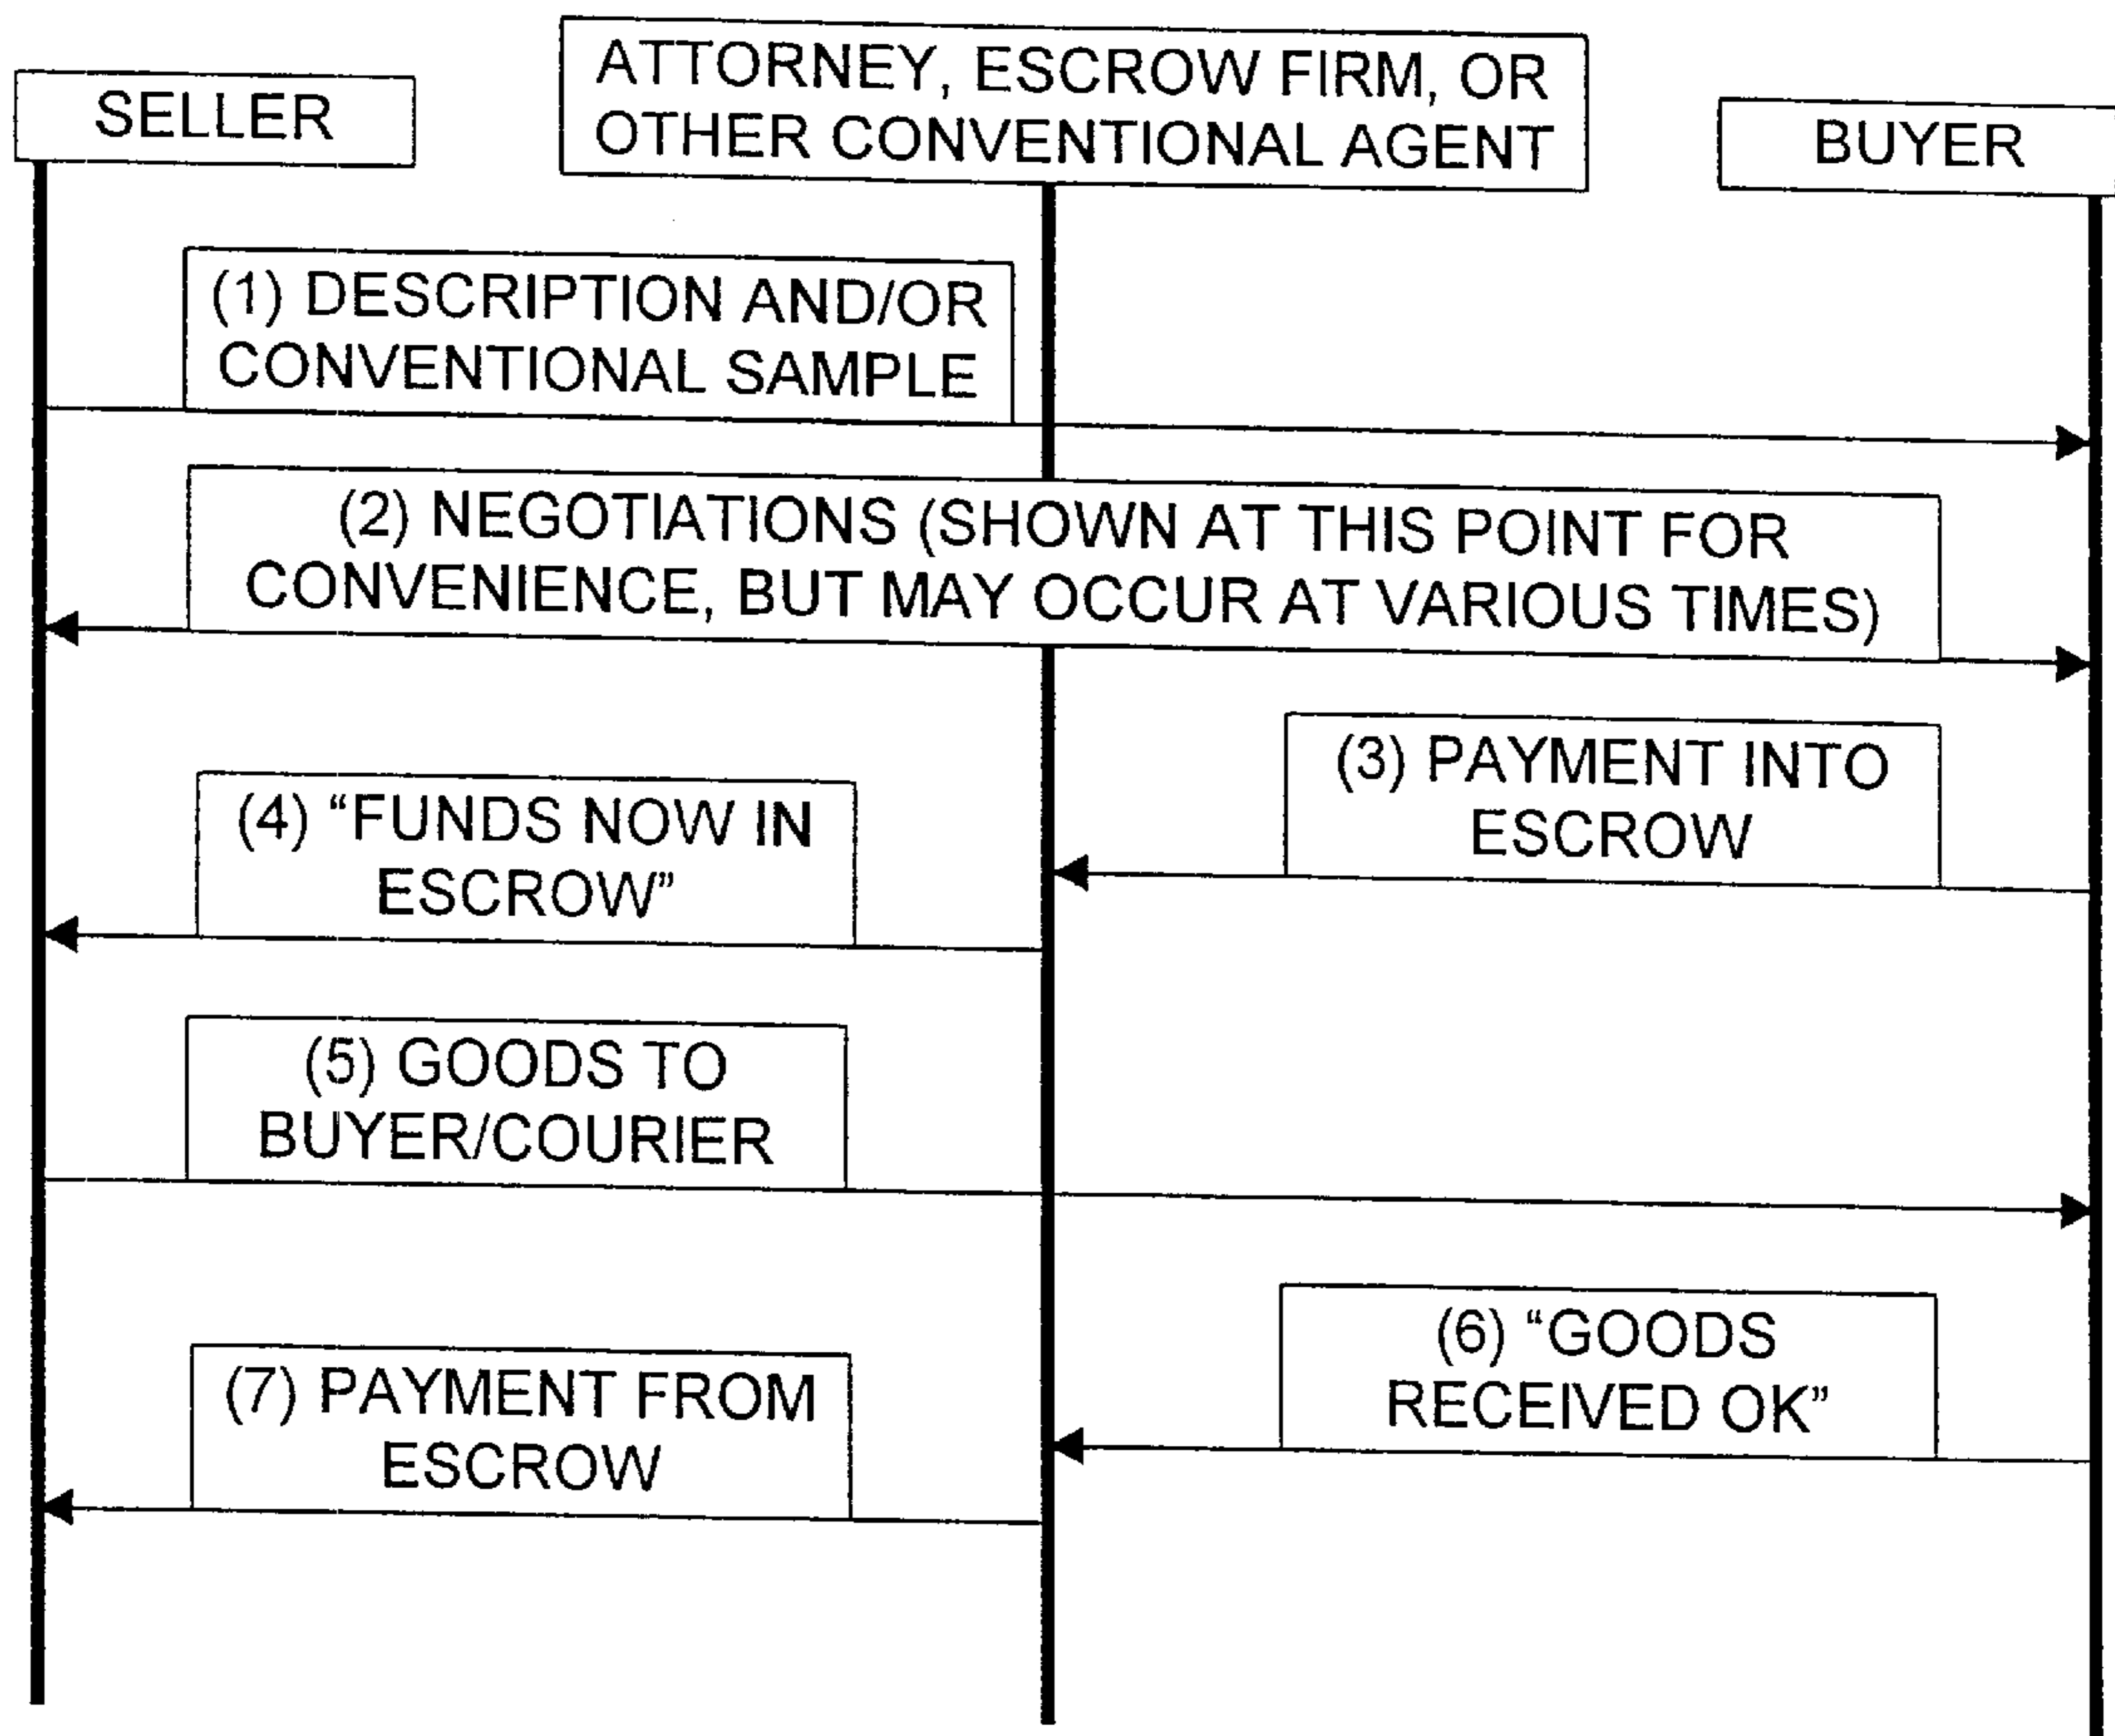 SELLER
ATTORNEY, ESCROW FIRM, OR
OTHER CONVENTIONAL AGENT
BUYER
(1) DESCRIPTION AND/OR
CONVENTIONAL SAMPLE
(2) NEGOTIATIONS (SHOWN AT THIS POINT FOR
CONVENIENCE, BUT MAY OCCUR AT VARIOUS TIMES)
(3) PAYMENT INTO
ESCROW
(4) “FUNDS NOW IN
ESCROW”
(5) GOODS TO
BUYER/COURIER
(6) “GOODS
RECEIVED OK”
(7) PAYMENT FROM
ESCROW